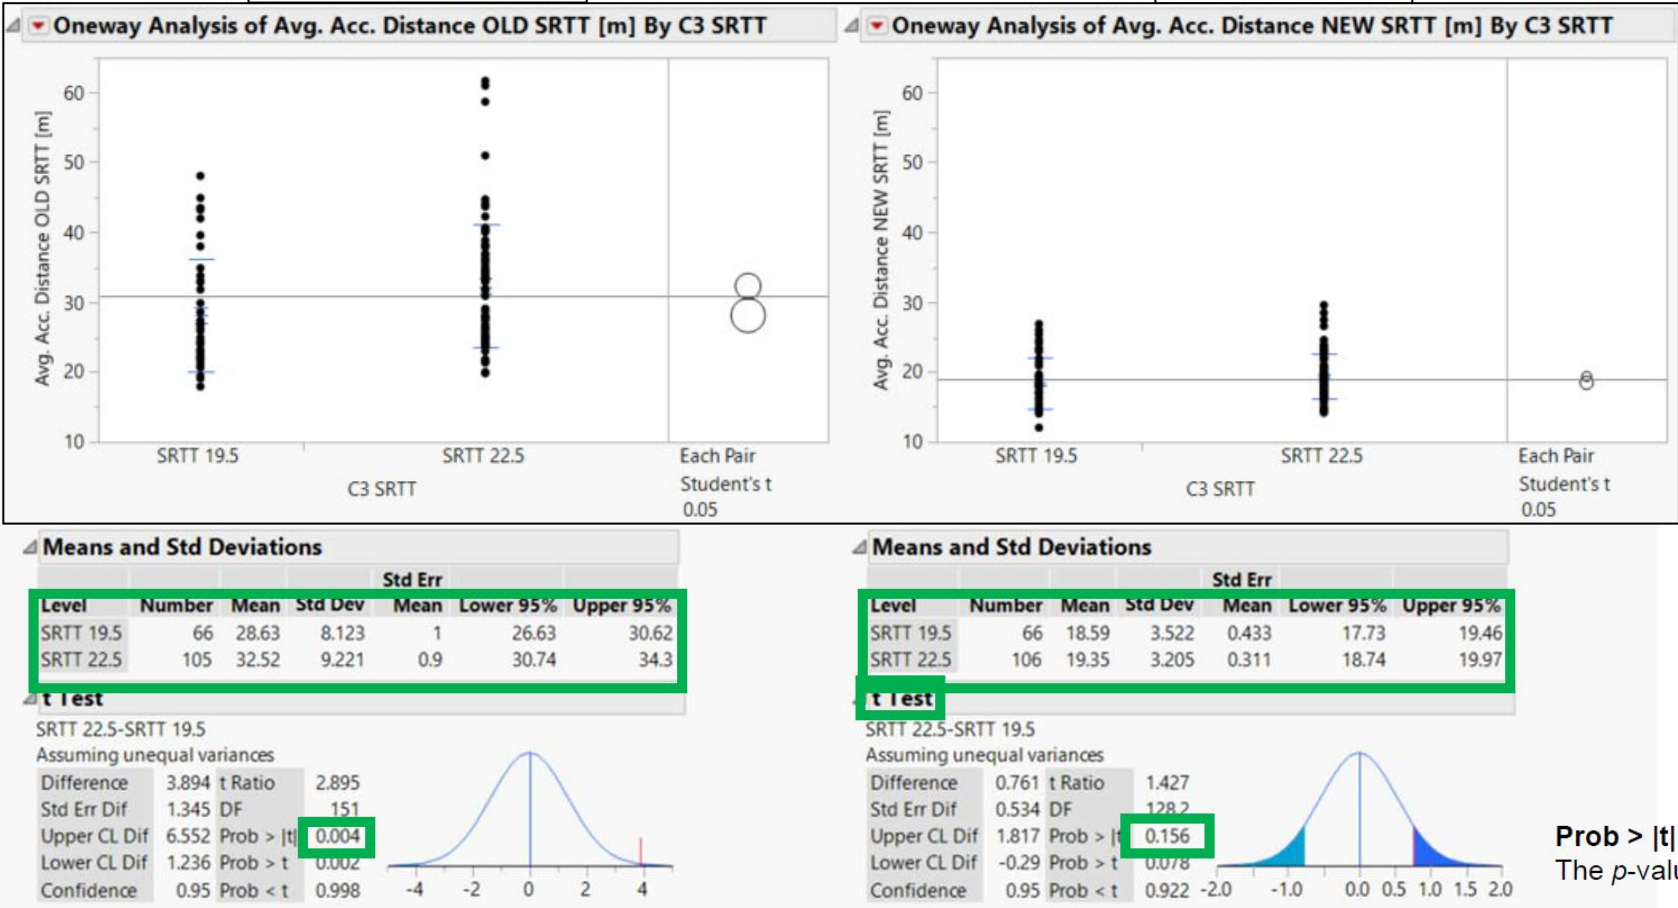 Oneway Analysis of Avg. Acc. Distance OLD SRTT [m] By C3 SRTT
Avg. Acc. Distance OLD SRTT [m]
60
50
40
30
20
10
SRTT 19.5 SRTT 22.5
C3 SRTT
Each Pair
Student's t
0.05
Oneway Analysis of Avg. Acc. Distance NEW SRTT [m] By C3 SRTT
Avg. Acc. Distance NEW SRTT [m]
60
50
40
30
20
10
SRTT 19.5 SRTT 22.5
C3 SRTT
Each Pair
Student's t
0.05
Means and Std Deviations
Std Err
Level Number Mean Std Dev Mean Lower 95% Upper 95%
SRTT 19.5 66 28.63 8.123 1 26.63 30.62
SRTT 22.5 105 32.52 9.221 0.9 30.74 34.3
t Test
SRTT 22.5-SRTT 19.5
Assuming unequal variances
Difference 3.894 t Ratio 2.895
Std Err Dif 1.345 DF 151
Upper CL Dif 6.552 Prob > |t| 0.004
Lower CL Dif 1.236 Prob > t 0.002
Confidence 0.95 Prob < t 0.998
-4 -2 0 2 4
Means and Std Deviations
Std Err
Level Number Mean Std Dev Mean Lower 95% Upper 95%
SRTT 19.5 66 18.59 3.522 0.433 17.73 19.46
SRTT 22.5 106 19.35 3.205 0.311 18.74 19.97
t Test
SRTT 22.5-SRTT 19.5
Assuming unequal variances
Difference 0.761 t Ratio 1.427
Std Err Dif 0.534 DF 128.2
Upper CL Dif 1.817 Prob > |t 0.156
Lower CL Dif -0.29 Prob > t 0.078
Confidence 0.95 Prob < t 0.922
-2.0 -1.0 0.0 0.5 1.0 1.5 2.0
Prob > |t|
The p-valu